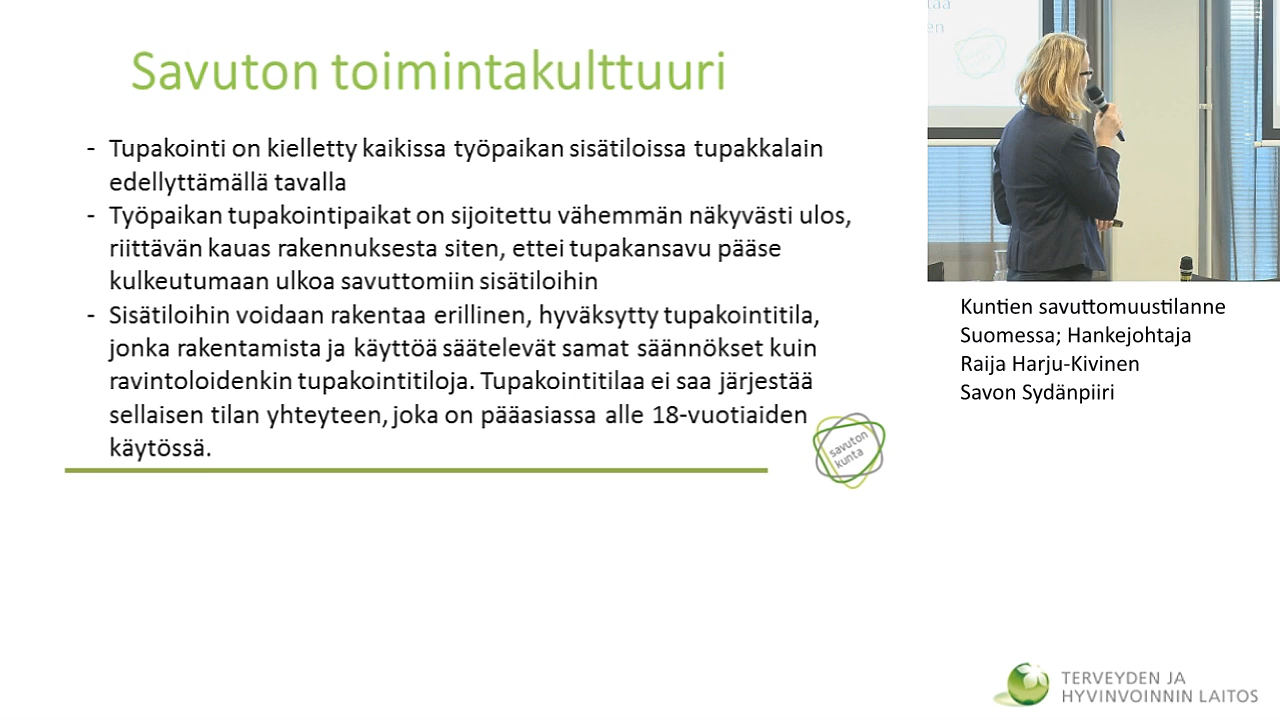 Savuton toimintakulttuuri
- Tupakointi on kielletty kaikissa työpaikan sisätiloissa tupakkalain
edellyttämällä tavalla
- Työpaikan tupakointipaikat on sijoitettu vähemmän näkyvästi ulos,
riittävän kauas rakennuksesta siten, ettei tupakansavu pääse
kulkeutumaan ulkoa savuttomiin sisätiloihin
- Sisätiloihin voidaan rakentaa erillinen, hyväksytty tupakointitila,
jonka rakentamista ja käyttöä säätelevät samat säännökset kuin
ravintoloidenkin tupakointitiloja. Tupakointitilaa ei saa järjestää
sellaisen tilan yhteyteen, joka on pääasiassa alle 18-vuotiaiden
käytössä.
savuton
kunta
Kuntien savuttomuustilanne
Suomessa; Hankejohtaja
Raija Harju-Kivinen
Savon Sydänpiiri
TERVEYDEN JA
HYVINVOINNIN LAITOS